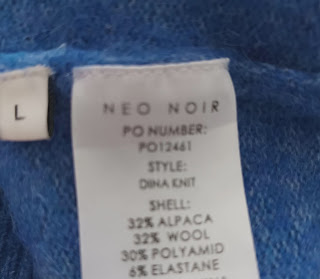 L
NEO NOIR
PO NUMBER:
PO12461
STYLE:
DINA KNIT
SHELL:
32% ALPACA
32% WOOL
30% POLYAMID
6% ELASTANE